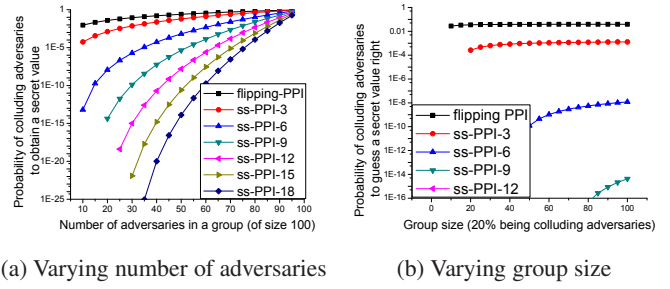 Probability of colluding adversaries
to obtain a secret value
1
1E-5
1E-10
1E-15
1E-20
1E-25
flipping-PPI
ss-PPI-3
ss-PPI-6
ss-PPI-9
ss-PPI-12
ss-PPI-15
ss-PPI-18
10 20 30 40 50 60 70 80 90 100
Number of adversaries in a group (of size 100)
(a) Varying number of adversaries
Probability of colluding adversaries
to guess a secret value right
1
0.01
1E-4
1E-6
1E-8
1E-10
1E-12
1E-14
1E-16
flipping PPI
ss-PPI-3
ss-PPI-6
ss-PPI-9
ss-PPI-12
0 20 40 60 80 100
Group size (20% being colluding adversaries)
(b) Varying group size